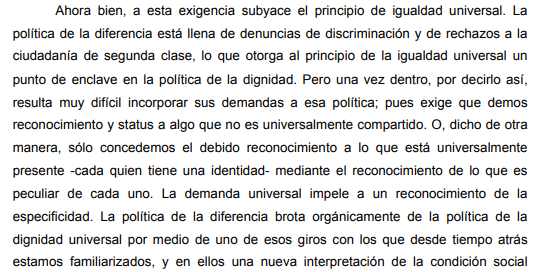 Ahora bien, a esta exigencia subyace el principio de igualdad universal. La
política de la diferencia está llena de denuncias de discriminación y de rechazos a la
ciudadanía de segunda clase, lo que otorga al principio de la igualdad universal un
punto de enclave en la política de la dignidad. Pero una vez dentro, por decirlo así,
resulta muy difícil incorporar sus demandas a esa política; pues exige que demos
reconocimiento y status a algo que no es universalmente compartido. O, dicho de otra
manera, sólo concedemos el debido reconocimiento a lo que está universalmente
presente -cada quien tiene una identidad- mediante el reconocimiento de lo que es
peculiar de cada uno. La demanda universal impele a un reconocimiento de la
especificidad. La política de la diferencia brota orgánicamente de la política de la
dignidad universal por medio de uno de esos giros con los que desde tiempo atrás
estamos familiarizados, y en ellos una nueva interpretación de la condición social